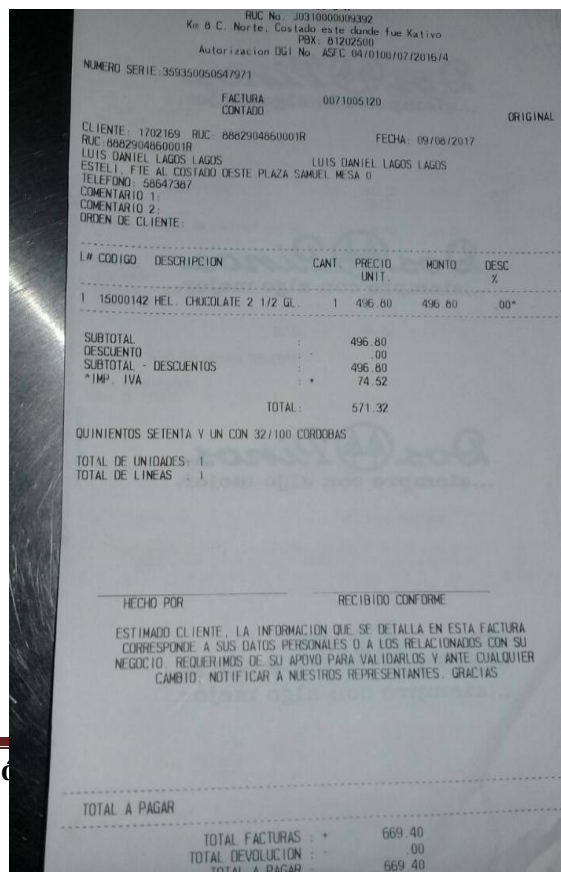 RUC No. J0310000009392
Km 8 C. Norte, Costado este donde fue Kativo
PBX: 81202500
Autorizacion DGI No. ASFC 04/0100/07/2016/4
NUMERO SERIE:359350050547971
FACTURA 0071005120
CONTADO
ORIGINAL
CLIENTE: 1702169 RUC: 8882904860001R FECHA: 09/08/2017
RUC:8882904860001R
LUIS DANIEL LAGOS LAGOS LUIS DANIEL LAGOS LAGOS
ESTELI, FTE AL COSTADO OESTE PLAZA SAMUEL MESA 0
TELEFONO: 58647387
COMENTARIO 1:
COMENTARIO 2:
ORDEN DE CLIENTE:
L# CODIGO DESCRIPCION CANT. PRECIO MONTO DESC
UNIT. %
1 15000142 HEL. CHOCOLATE 2 1/2 GL. 1 496.80 496.80 .00*
SUBTOTAL : 496.80
DESCUENTO : - .00
SUBTOTAL - DESCUENTOS : 496.80
*IMP. IVA : + 74.52
TOTAL: 571.32
QUINIENTOS SETENTA Y UN CON 32/100 CORDOBAS
TOTAL DE UNIDADES: 1
TOTAL DE LINEAS : 1
HECHO POR RECIBIDO CONFORME
ESTIMADO CLIENTE, LA INFORMACION QUE SE DETALLA EN ESTA FACTURA
CORRESPONDE A SUS DATOS PERSONALES O A LOS RELACIONADOS CON SU
NEGOCIO. REQUERIMOS DE SU APOYO PARA VALIDARLOS Y ANTE CUALQUIER
CAMBIO, NOTIFICAR A NUESTROS REPRESENTANTES. GRACIAS
TOTAL A PAGAR
TOTAL FACTURAS : + 669.40
TOTAL DEVOLUCION : - .00
TOTAL A PAGAR : 669.40